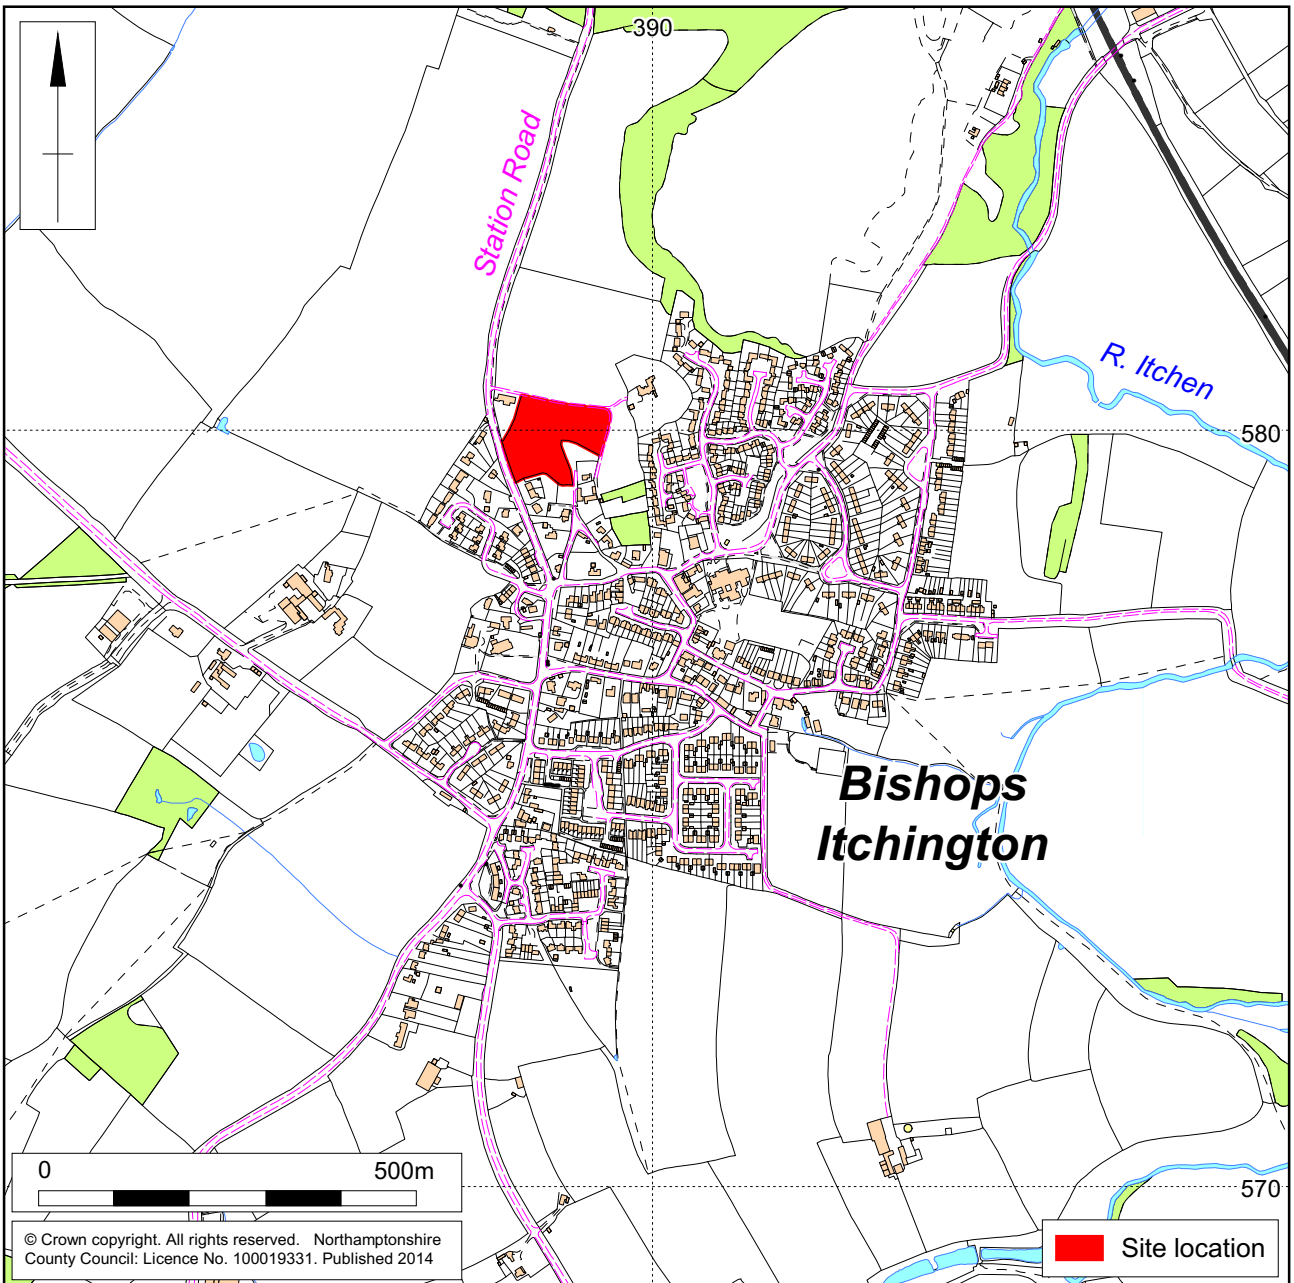 390
Station Road
R. Itchen
580
Bishops
Itchington
0 500m
570
© Crown copyright. All rights reserved. Northamptonshire
County Council: Licence No. 100019331. Published 2014
Site location